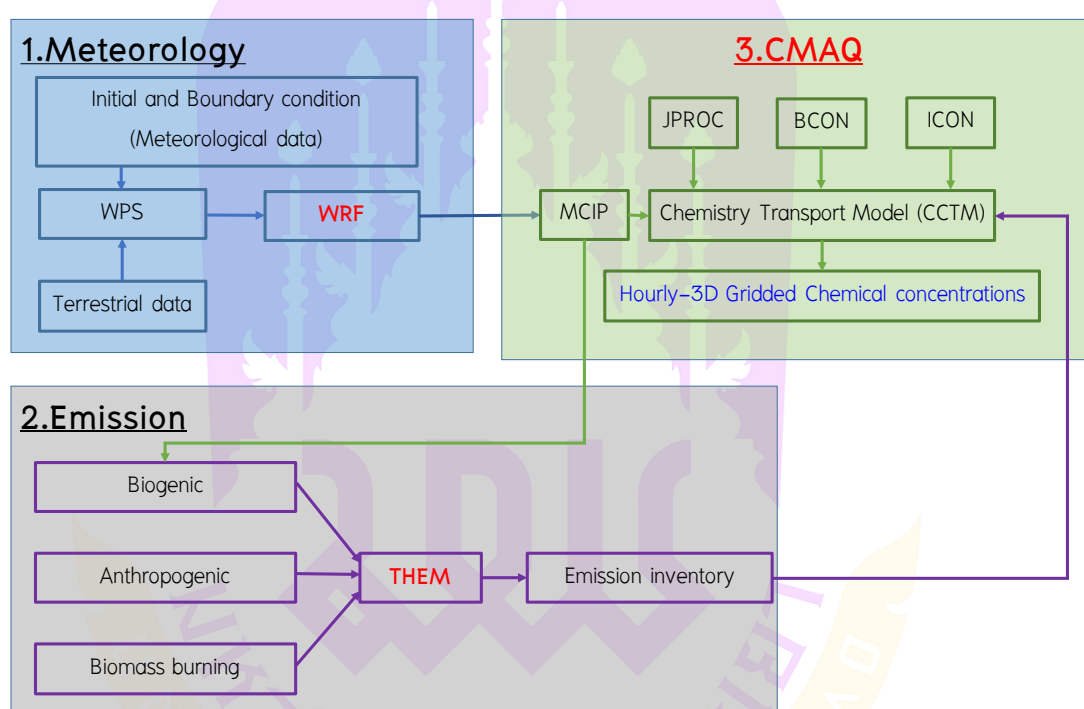 1.Meteorology
Initial and Boundary condition
(Meteorological data)
WPS
WRF
Terrestrial data
3.CMAQ
JPROC
BCON
ICON
MCIP
Chemistry Transport Model (CCTM)
Hourly-3D Gridded Chemical concentrations
2.Emission
Biogenic
Anthropogenic
THEM
Emission inventory
Biomass burning